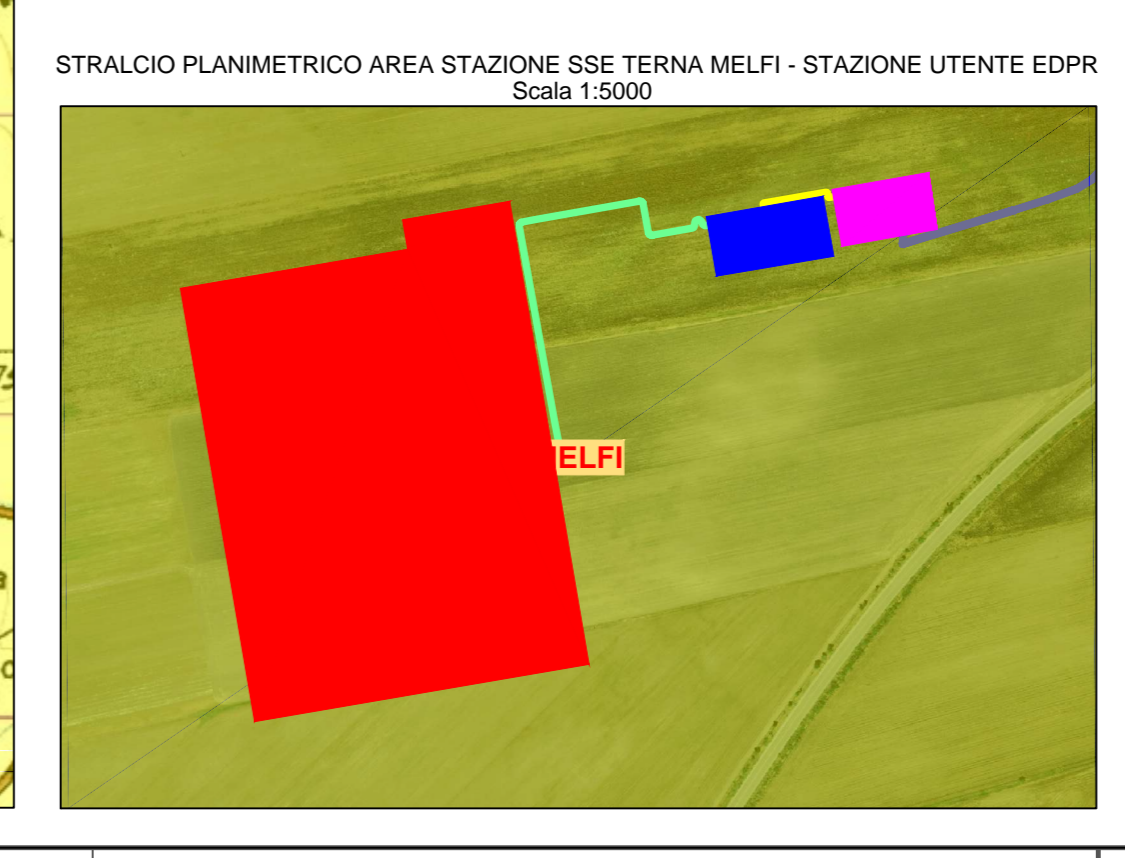 STRALCIO PLANIMETRICO AREA STAZIONE SSE TERNA MELFI - STAZIONE UTENTE EDPR
Scala 1:5000
ELFI